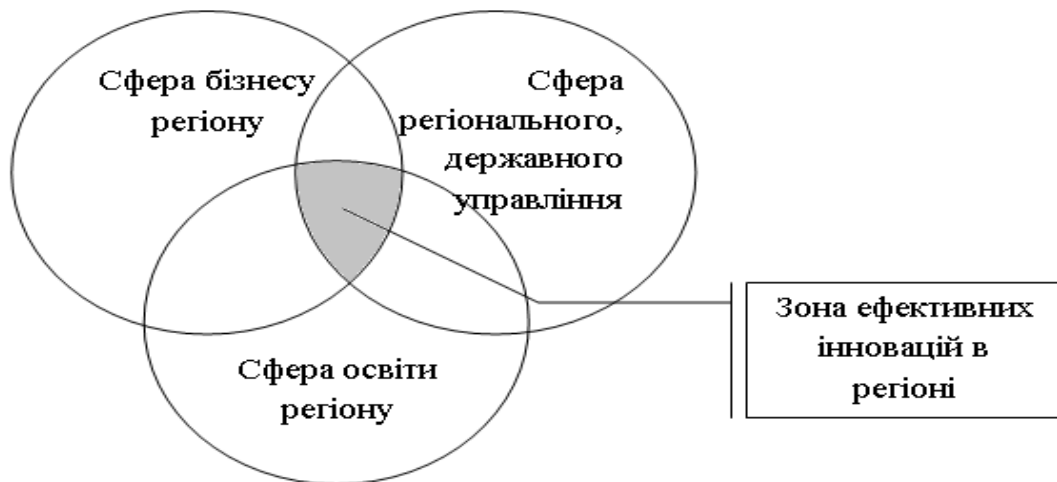 Сфера бізнесу
регіону
Сфера
регіонального,
державного
управління
Сфера освіти
регіону
Зона ефективних
інновацій в
регіоні